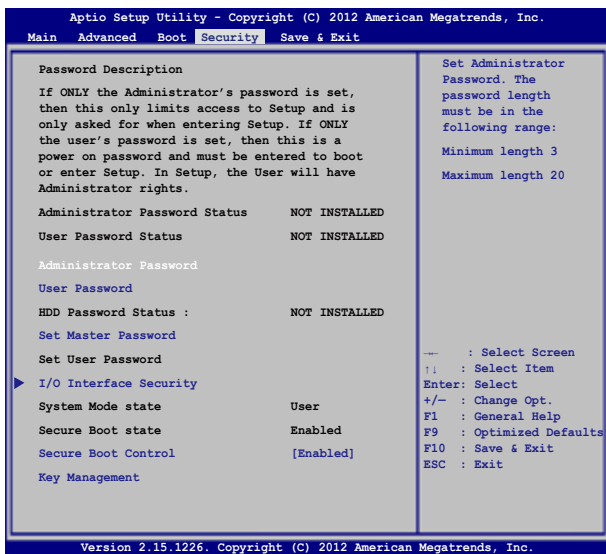 Aptio Setup Utility - Copyright (C) 2012 American Megatrends, Inc.
Main Advanced Boot Security Save & Exit
Password Description
If ONLY the Administrator's password is set,
then this only limits access to Setup and is
only asked for when entering Setup. If ONLY
the user's password is set, then this is a
power on password and must be entered to boot
or enter Setup. In Setup, the User will have
Administrator rights.
Administrator Password Status NOT INSTALLED
User Password Status NOT INSTALLED
Administrator Password
User Password
HDD Password Status : NOT INSTALLED
Set Master Password
Set User Password
I/O Interface Security
System Mode state User
Secure Boot state Enabled
Secure Boot Control [Enabled]
Key Management
Set Administrator
Password. The
password length
must be in the
following range:
Minimum length 3
Maximum length 20
→← : Select Screen
↑↓ : Select Item
Enter: Select
+/— : Change Opt.
F1 : General Help
F9 : Optimized Defaults
F10 : Save & Exit
ESC : Exit
Version 2.15.1226. Copyright (C) 2012 American Megatrends, Inc.